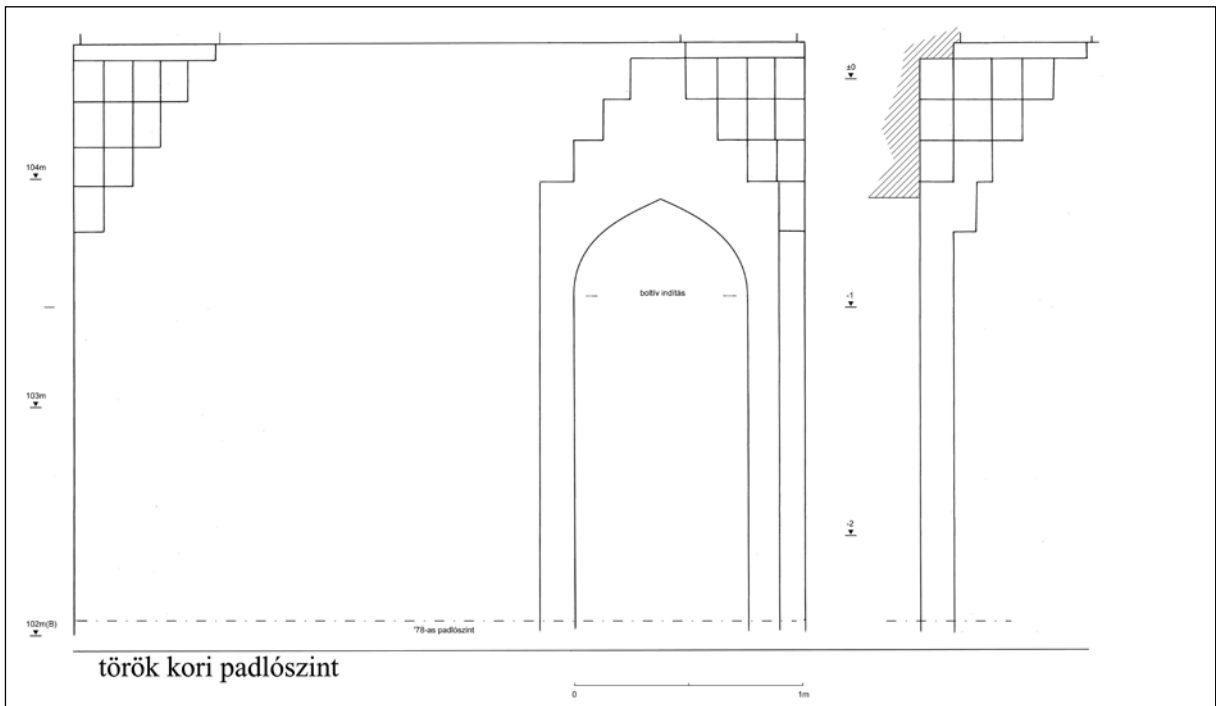 ±0
104m
-1
boltív indítás
103m
-2
102m(B)
'78-as padlószint
török kori padlószint
0
1m